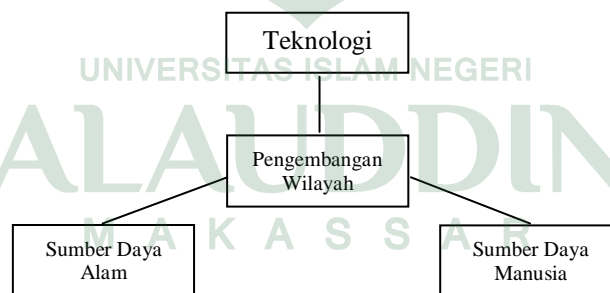 Teknologi
UNIVERSITAS ISLAM NEGERI
ALAUDDIN
Pengembangan
Wilayah
MAKASSAR
Sumber Daya
Alam
Sumber Daya
Manusia